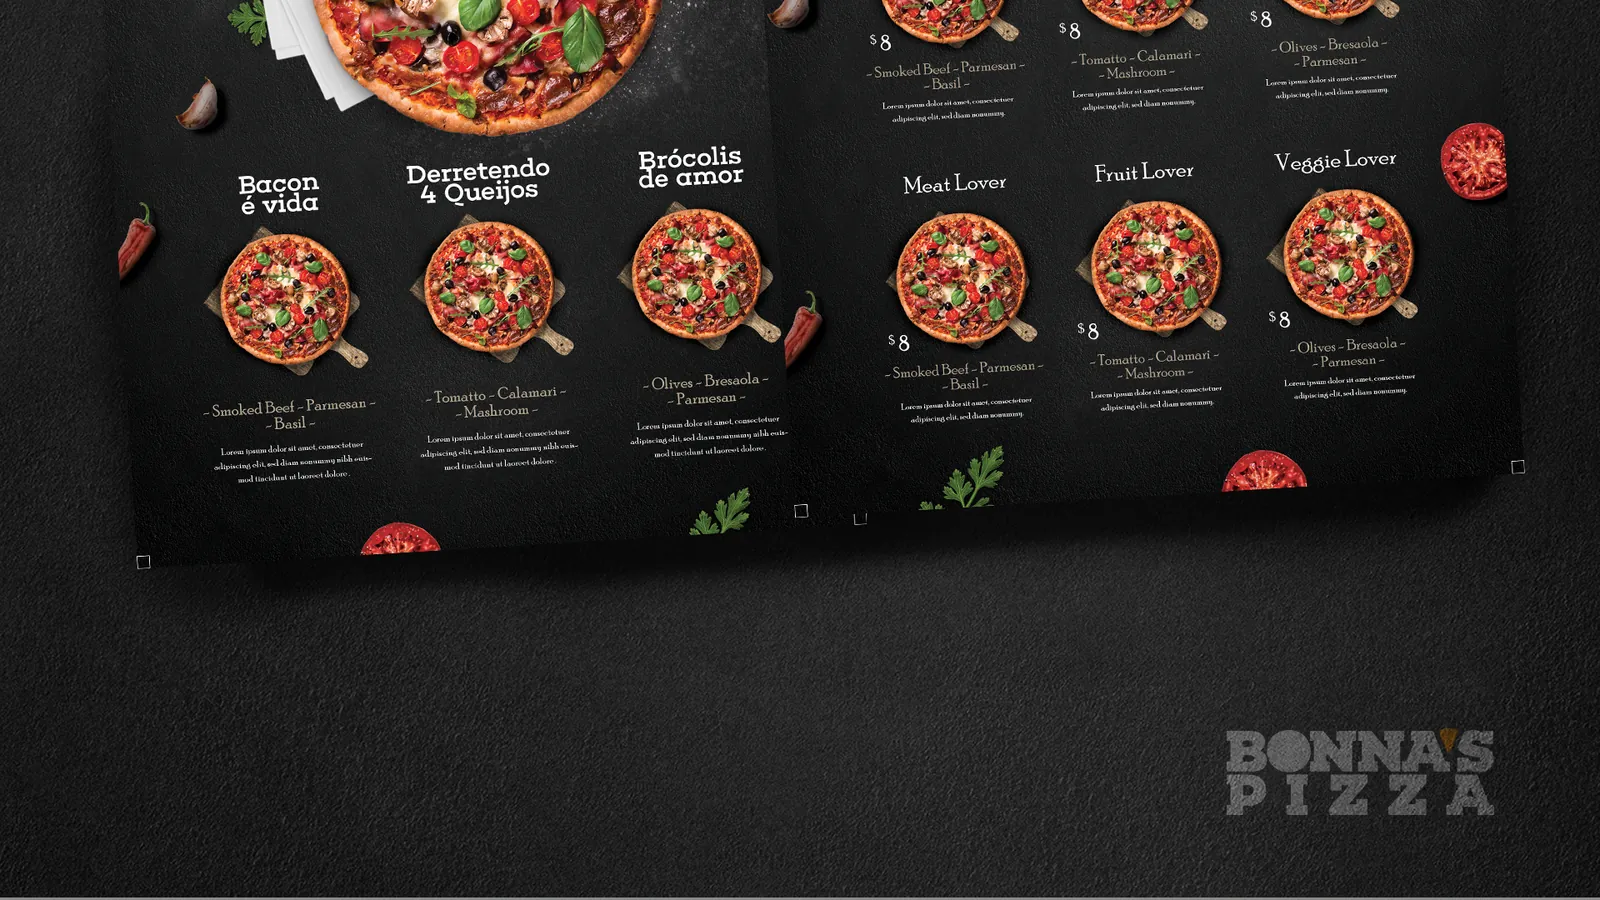 Bacon
é vida
~ Smoked Beef ~ Parmesan ~
~ Basil ~
Lorem ipsum dolor sit amet, consectetuer
adipiscing elit, sed diam nonummy nibh euis-
mod tincidunt ut laoreet dolore.
Derretendo
4 Queijos
~ Tomatto ~ Calamari ~
~ Mashroom ~
Lorem ipsum dolor sit amet, consectetuer
adipiscing elit, sed diam nonummy nibh euis-
mod tincidunt ut laoreet dolore.
Brócolis
de amor
~ Olives ~ Bresaola ~
~ Parmesan ~
Lorem ipsum dolor sit amet, consectetuer
adipiscing elit, sed diam nonummy nibh euis-
mod tincidunt ut laoreet dolore.
$8
~ Smoked Beef ~ Parmesan ~
~ Basil ~
Lorem ipsum dolor sit amet, consectetuer
adipiscing elit, sed diam nonummy.
$8
~ Tomatto ~ Calamari ~
~ Mashroom ~
Lorem ipsum dolor sit amet, consectetuer
adipiscing elit, sed diam nonummy.
$8
~ Olives ~ Bresaola ~
~ Parmesan ~
Lorem ipsum dolor sit amet, consectetuer
adipiscing elit, sed diam nonummy.
Meat Lover
$8
~ Smoked Beef ~ Parmesan ~
~ Basil ~
Lorem ipsum dolor sit amet, consectetuer
adipiscing elit, sed diam nonummy.
Fruit Lover
$8
~ Tomatto ~ Calamari ~
~ Mashroom ~
Lorem ipsum dolor sit amet, consectetuer
adipiscing elit, sed diam nonummy.
Veggie Lover
$8
~ Olives ~ Bresaola ~
~ Parmesan ~
Lorem ipsum dolor sit amet, consectetuer
adipiscing elit, sed diam nonummy.
BONNA'S
PIZZA